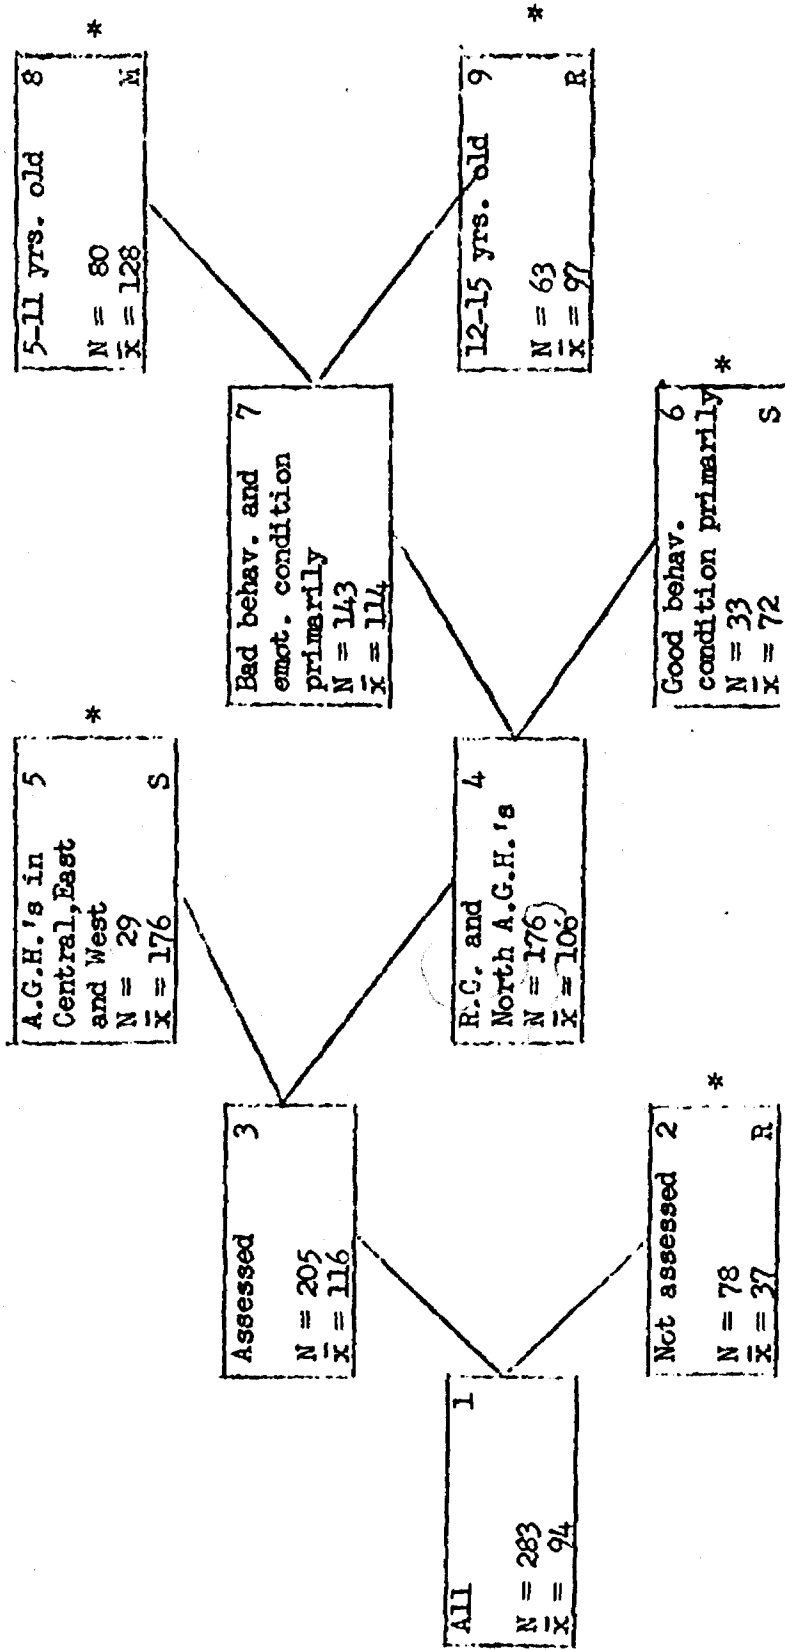 All 1
N = 283
x̄ = 94
Assessed 3
N = 205
x̄ = 116
Not assessed 2
N = 78
x̄ = 37 R
*
A.G.H.'s in 5
Central,East
and West
N = 29
x̄ = 176 S
*
R.C. and 4
North A.G.H.'s
N = 176
x̄ = 106
Bad behav. and 7
emot. condition
primarily
N = 143
x̄ = 114
Good behav. 6
condition primarily
N = 33
x̄ = 72 S
*
5-11 yrs. old 8
N = 80
x̄ = 128 M
*
12-15 yrs. old 9
N = 63
x̄ = 97 R
*